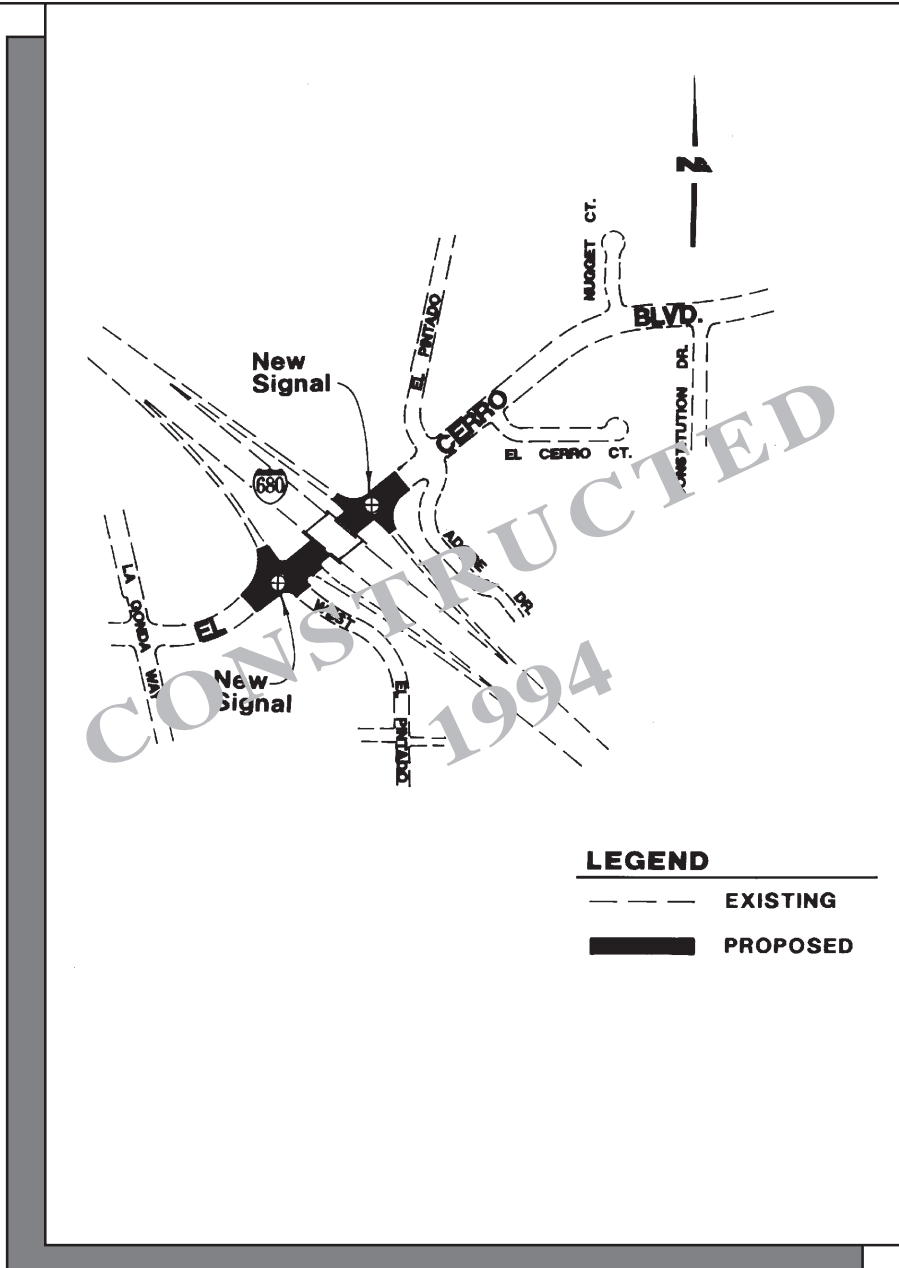 N
NUGGET CT.
BLVD.
EL PINTADO
New
Signal
CERRO
CONSTITUTION DR.
EL CERRO CT.
680
LA GONDA WAY
EL
WEST
EL PINTADO
DR.
New
Signal
CONSTRUCTED
1994
LEGEND
EXISTING
PROPOSED